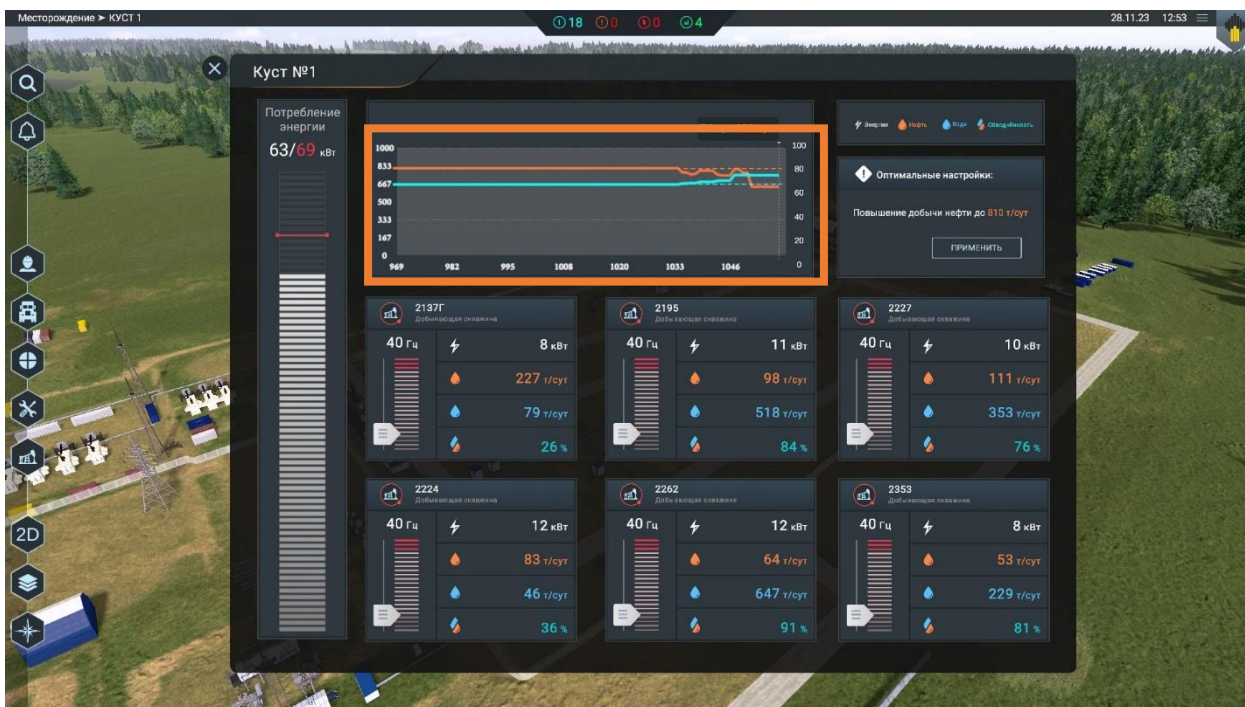 Месторождение ➤ КУСТ 1
18 0 0 4
28.11.23 12:53
Куст №1
Потребление
энергии
63/69 кВт
1000
833
667
500
333
167
0
969 982 995 1008 1020 1033 1046
100
80
60
40
20
0
Энергия Нефть Вода Обводнённость
Оптимальные настройки:
Повышение добычи нефти до 810 т/сут
ПРИМЕНИТЬ
2137Г
Добывающая скважина
40 Гц
8 кВт
227 т/сут
79 т/сут
26 %
2195
Добывающая скважина
40 Гц
11 кВт
98 т/сут
518 т/сут
84 %
2227
Добывающая скважина
40 Гц
10 кВт
111 т/сут
353 т/сут
76 %
2224
Добывающая скважина
40 Гц
12 кВт
83 т/сут
46 т/сут
36 %
2262
Добывающая скважина
40 Гц
12 кВт
64 т/сут
647 т/сут
91 %
2353
Добывающая скважина
40 Гц
8 кВт
53 т/сут
229 т/сут
81 %
2D